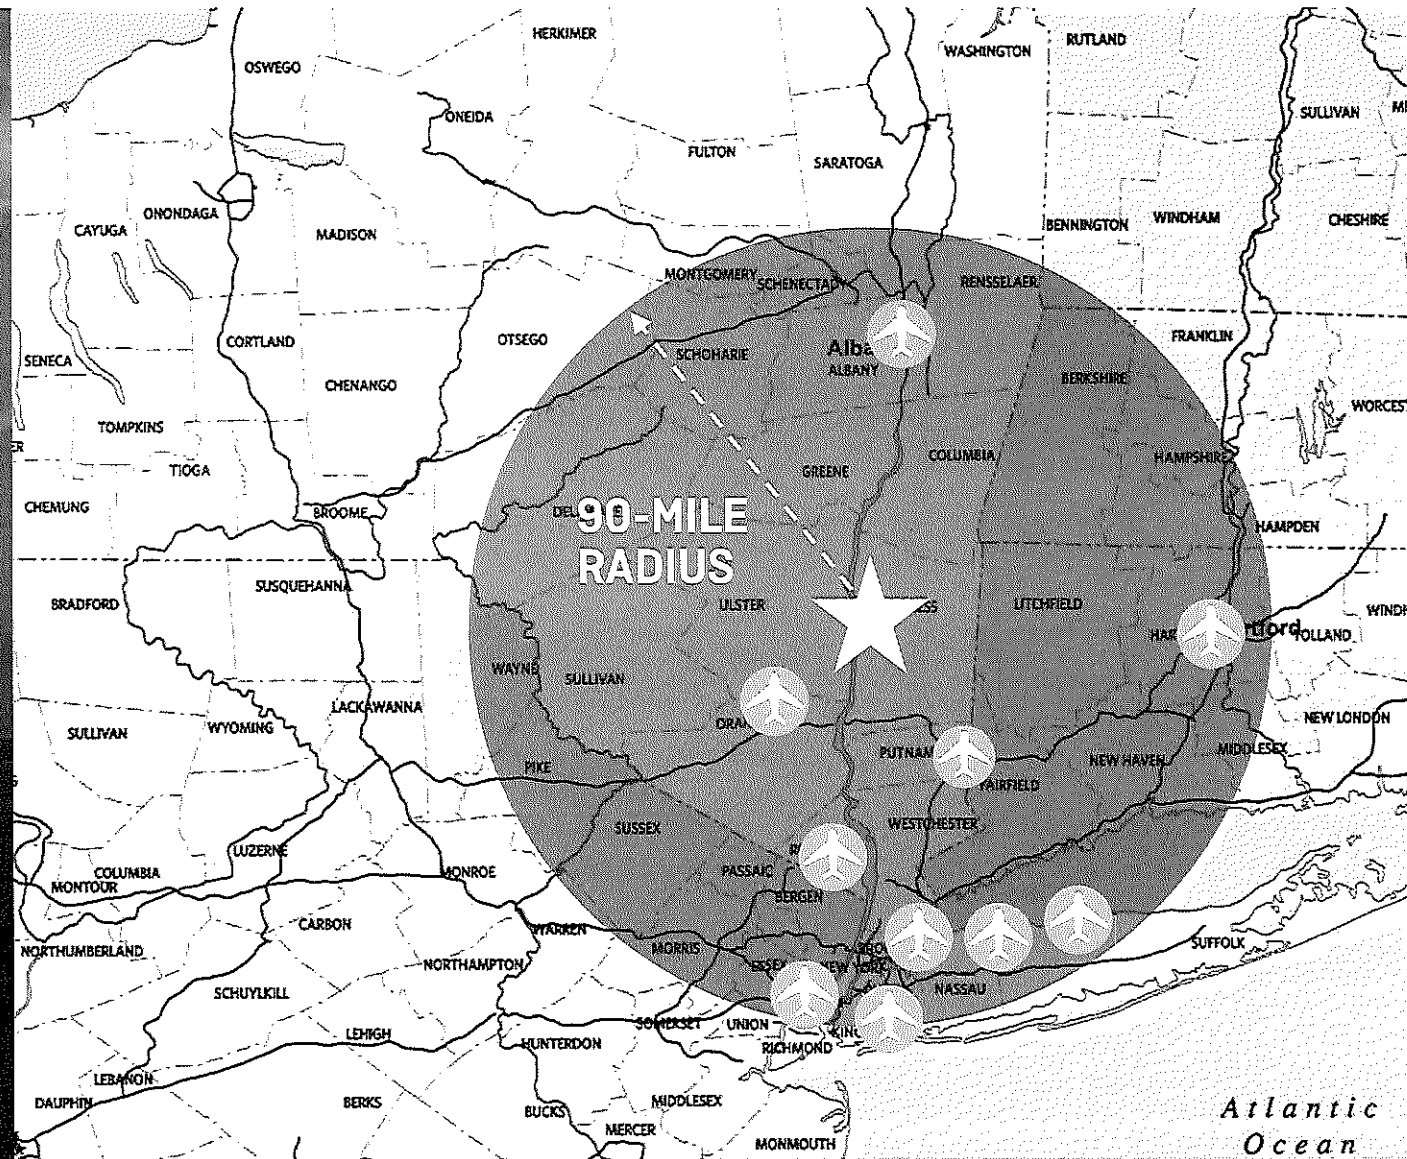 HERKIMER
OSWEGO
WASHINGTON
RUTLAND
ONEIDA
SULLIVAN
FULTON
SARATOGA
ONONDAGA
CAYUGA
MADISON
BENNINGTON
WINDHAM
CHESHIRE
MONTGOMERY
SCHENECTADY
RENSSELAER
CORTLAND
OTSEGO
SENECA
SCHOHARIE
ALBANY
FRANKLIN
CHENANGO
BERKSHIRE
TOMPKINS
TIOGA
GREENE
COLUMBIA
HAMPSHIRE
CHEMUNG
BROOME
90-MILE
RADIUS
HAMPDEN
SUSQUEHANNA
BRADFORD
ULSTER
LITCHFIELD
TOLLAND
WAYNE
SULLIVAN
LACKAWANNA
SULLIVAN
WYOMING
NEW LONDON
PUTNAM
NEW HAVEN
MIDDLESEX
PIKE
FAIRFIELD
SUSSEX
WESTCHESTER
LUZERNE
COLUMBIA
MONTOUR
MONROE
PASSAIC
BERGEN
CARBON
WARREN
NORTHUMBERLAND
NORTHAMPTON
MORRIS
ESSEX
NEW YORK
SUFFOLK
SCHUYLKILL
NASSAU
LEHIGH
SOMERSET
UNION
HUNTERDON
RICHMOND
LEBANON
DAUPHIN
BERKS
BUCKS
MIDDLESEX
MERCER
MONMOUTH
Atlantic
Ocean